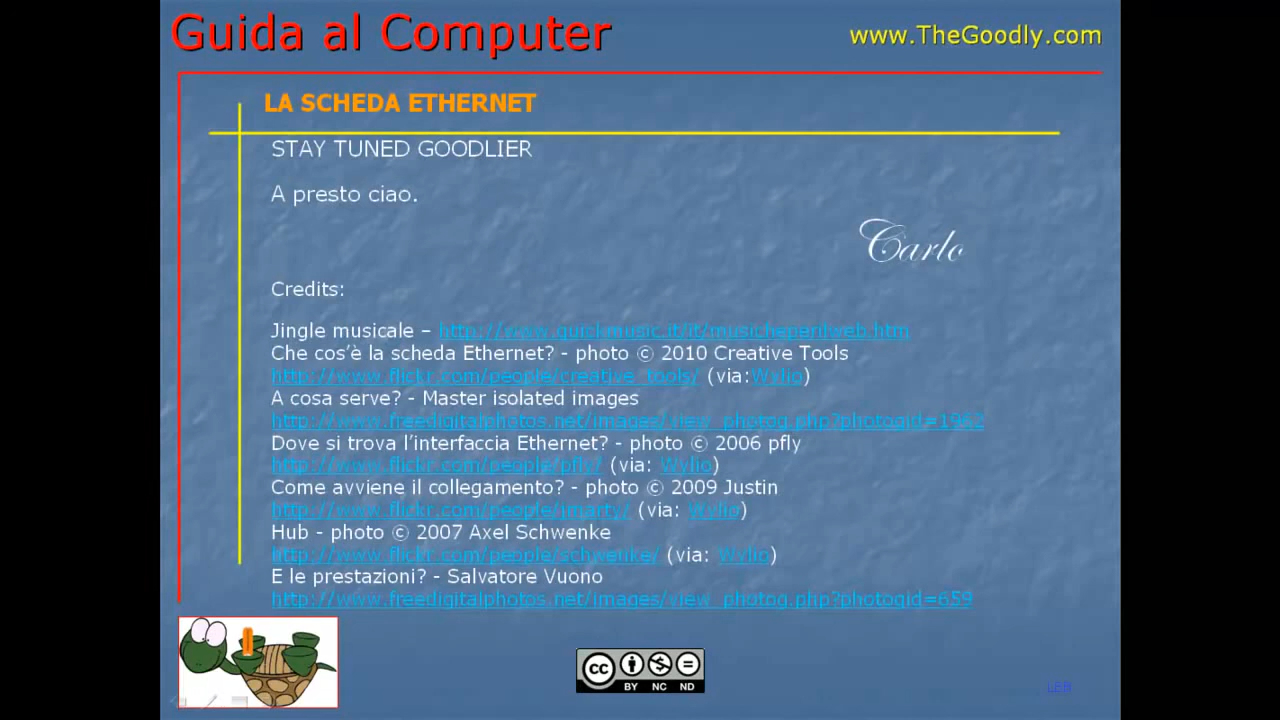 Guida al Computer
www.TheGoodly.com
LA SCHEDA ETHERNET
STAY TUNED GOODLIER
A presto ciao.
Carlo
Credits:
Jingle musicale – http://www.quickmusic.it/it/musicheperilweb.htm
Che cos'è la scheda Ethernet? - photo © 2010 Creative Tools
http://www.flickr.com/people/creative_tools/ (via:Wylio)
A cosa serve? - Master isolated images
http://www.freedigitalphotos.net/images/view_photog.php?photogid=1962
Dove si trova l'interfaccia Ethernet? - photo © 2006 pfly
http://www.flickr.com/people/pfly/ (via: Wylio)
Come avviene il collegamento? - photo © 2009 Justin
http://www.flickr.com/people/jmarty/ (via: Wylio)
Hub - photo © 2007 Axel Schwenke
http://www.flickr.com/people/schwenke/ (via: Wylio)
E le prestazioni? - Salvatore Vuono
http://www.freedigitalphotos.net/images/view_photog.php?photogid=659
cc BY NC ND